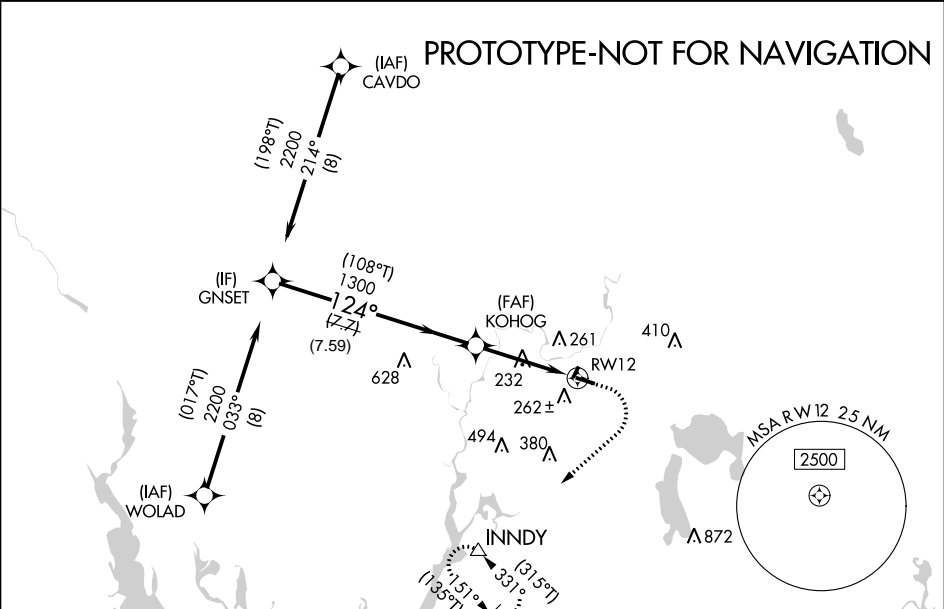 PROTOTYPE-NOT FOR NAVIGATION
(IAF)
CAVDO
(198°T)
2200
214°
(8)
(IF)
GNSET
(108°T)
1300
124°
(7.7)
(7.59)
(FAF)
KOHOG
261
410
RW12
628
232
262±
494
380
(017°T)
2200
033°
(8)
(IAF)
WOLAD
MSA RW12 25 NM
2500
872
INNDY
(315°T)
331°
151°
(135°T)